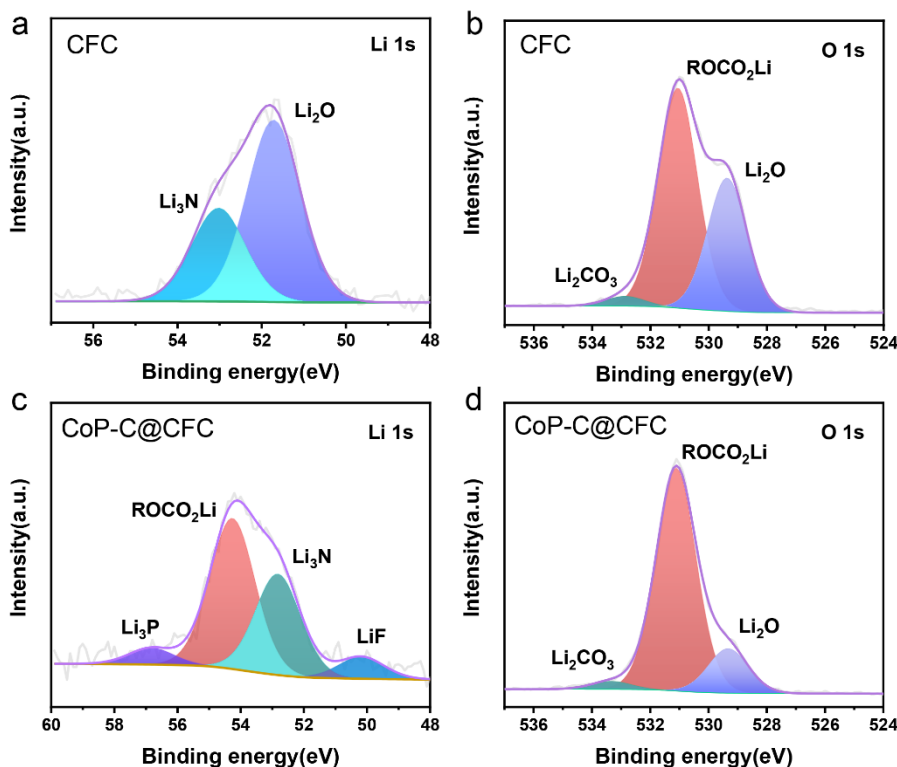 a
CFC
Li 1s
Li₂O
Li₃N
Intensity(a.u.)
56
54
52
50
48
Binding energy(eV)
b
CFC
O 1s
ROCO₂Li
Li₂O
Li₂CO₃
Intensity(a.u.)
536
534
532
530
528
526
524
Binding energy(eV)
c
CoP-C@CFC
Li 1s
ROCO₂Li
Li₃N
Li₃P
LiF
Intensity(a.u.)
60
58
56
54
52
50
48
Binding energy(eV)
d
CoP-C@CFC
O 1s
ROCO₂Li
Li₂O
Li₂CO₃
Intensity(a.u.)
536
534
532
530
528
526
524
Binding energy(eV)